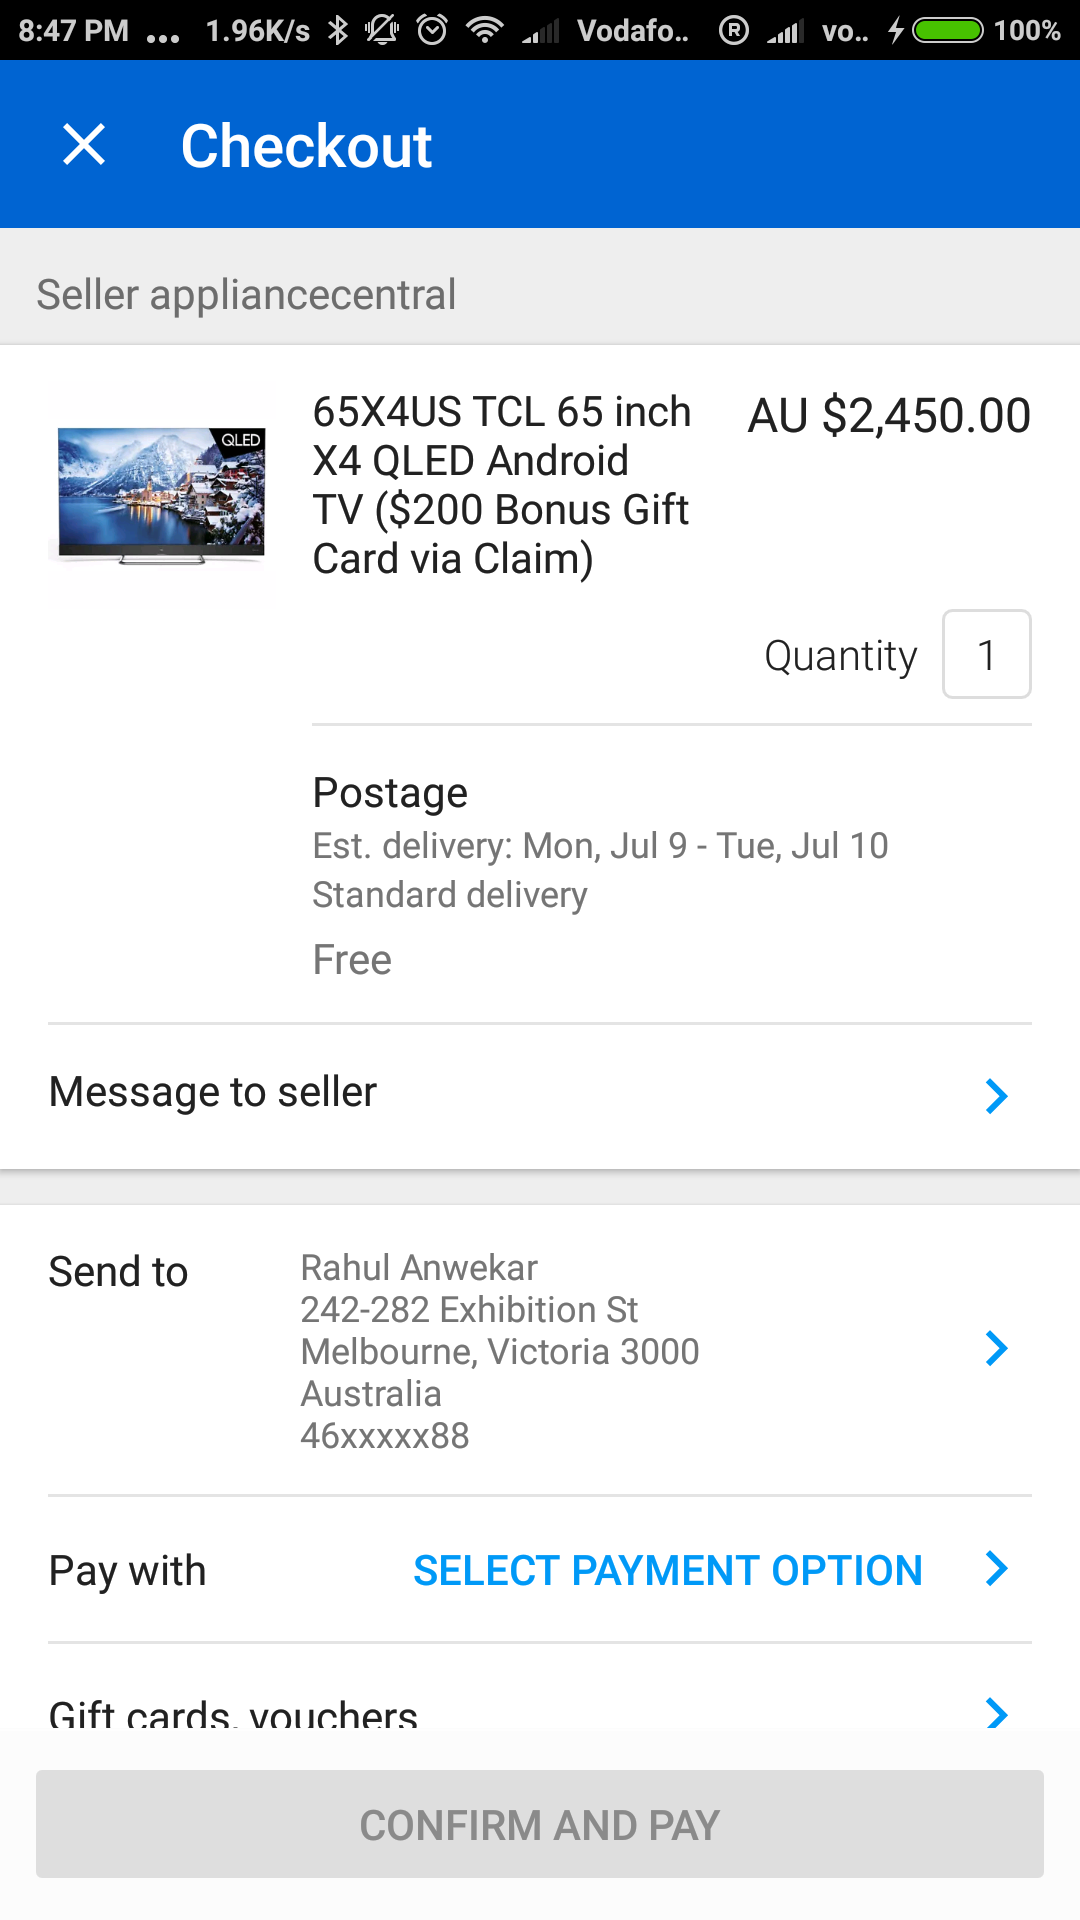 8:47 PM ... 1.96K/s Vodafo.. R vo.. 100%
Checkout
Seller appliancecentral
QLED
65X4US TCL 65 inch
X4 QLED Android
TV ($200 Bonus Gift
Card via Claim)
AU $2,450.00
Quantity 1
Postage
Est. delivery: Mon, Jul 9 - Tue, Jul 10
Standard delivery
Free
Message to seller
Send to
Rahul Anwekar
242-282 Exhibition St
Melbourne, Victoria 3000
Australia
46xxxxx88
Pay with SELECT PAYMENT OPTION
Gift cards, vouchers
CONFIRM AND PAY